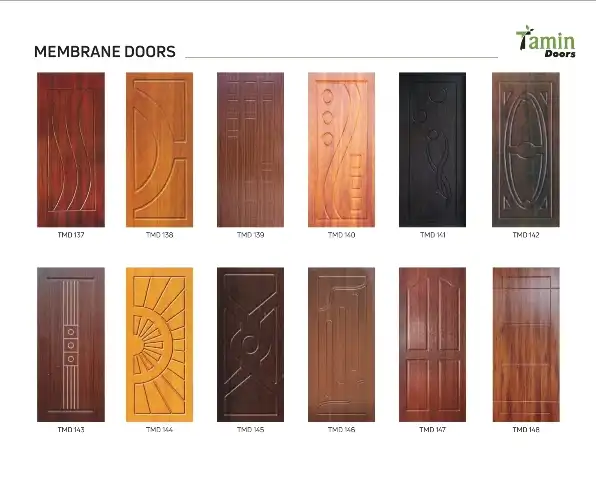 Tamin
Doors
MEMBRANE DOORS
TMD 137
TMD 138
TMD 139
TMD 140
TMD 141
TMD 142
TMD 143
TMD 144
TMD 145
TMD 146
TMD 147
TMD 148